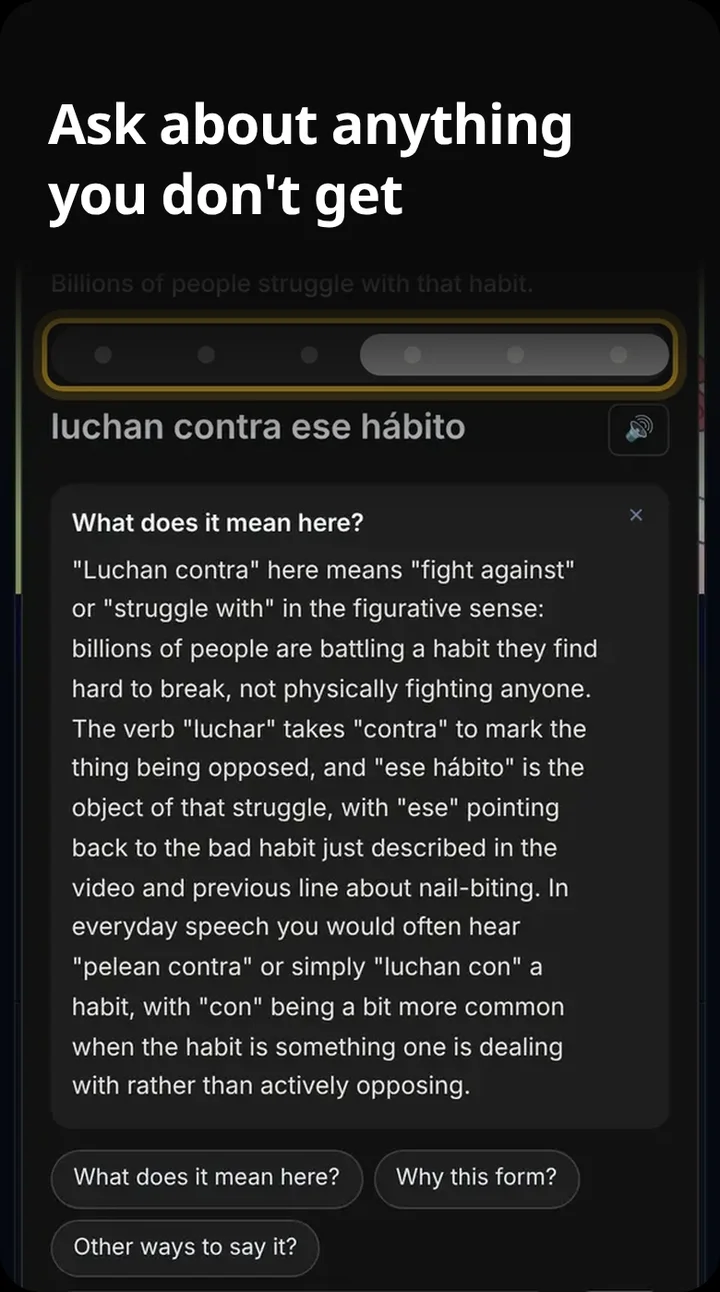 Ask about anything
you don't get
Billions of people struggle with that habit.
luchan contra ese hábito
What does it mean here?
"Luchan contra" here means "fight against"
or "struggle with" in the figurative sense:
billions of people are battling a habit they find
hard to break, not physically fighting anyone.
The verb "luchar" takes "contra" to mark the
thing being opposed, and "ese hábito" is the
object of that struggle, with "ese" pointing
back to the bad habit just described in the
video and previous line about nail-biting. In
everyday speech you would often hear
"pelean contra" or simply "luchan con" a
habit, with "con" being a bit more common
when the habit is something one is dealing
with rather than actively opposing.
What does it mean here? Why this form?
Other ways to say it?